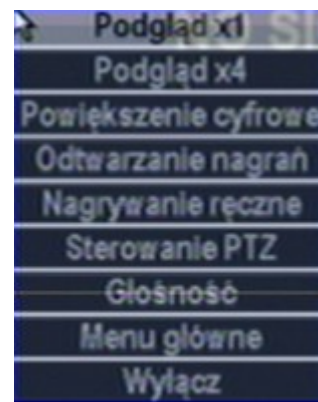 Podgląd x1
Podgląd x4
Powiększenie cyfrowe
Odtwarzanie nagrań
Nagrywanie ręczne
Sterowanie PTZ
Głośność
Menu główne
Wyłącz